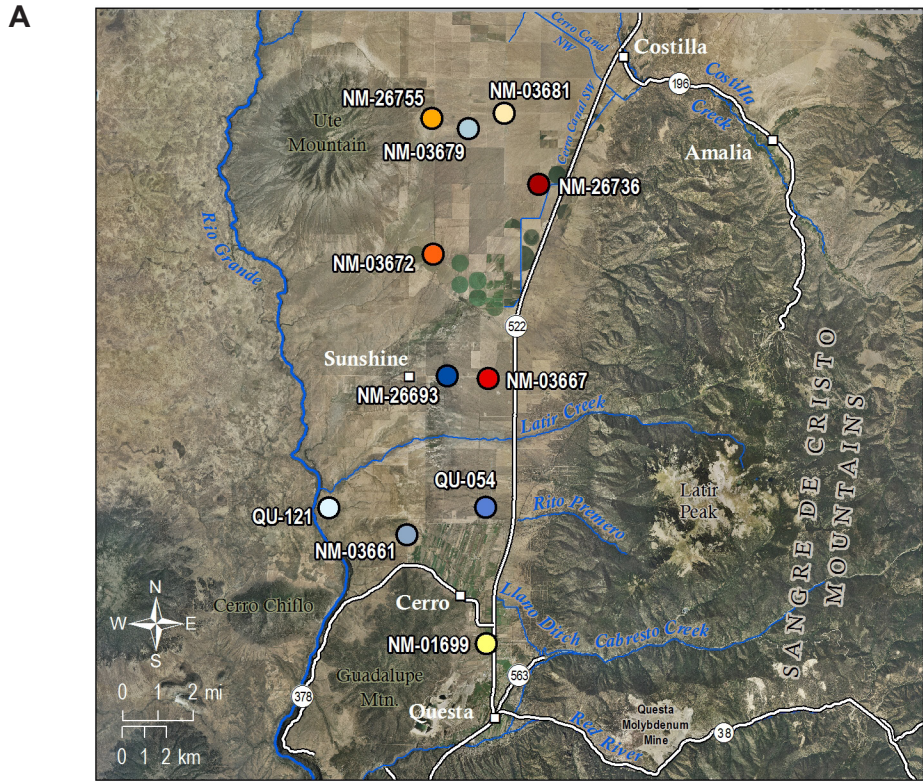 A
Cerro Canal
NW
Costilla
196
Costilla
Creek
NM-26755
NM-03681
Ute
Mountain
NM-03679
Cerro Canal SW
Amalia
NM-26736
Rio Grande
NM-03672
522
Sunshine
NM-26693
NM-03667
SANGRE DE CRISTO
MOUNTAINS
Latir Creek
QU-054
Latir
Peak
QU-121
Rito Premero
NM-03661
N
W
E
S
Cerro Chiflo
Cerro
Llano Ditch
Cabresto Creek
NM-01699
0 1 2 mi
0 1 2 km
378
Guadalupe
Mtn.
563
Questa
Red River
Questa
Molybdenum
Mine
38